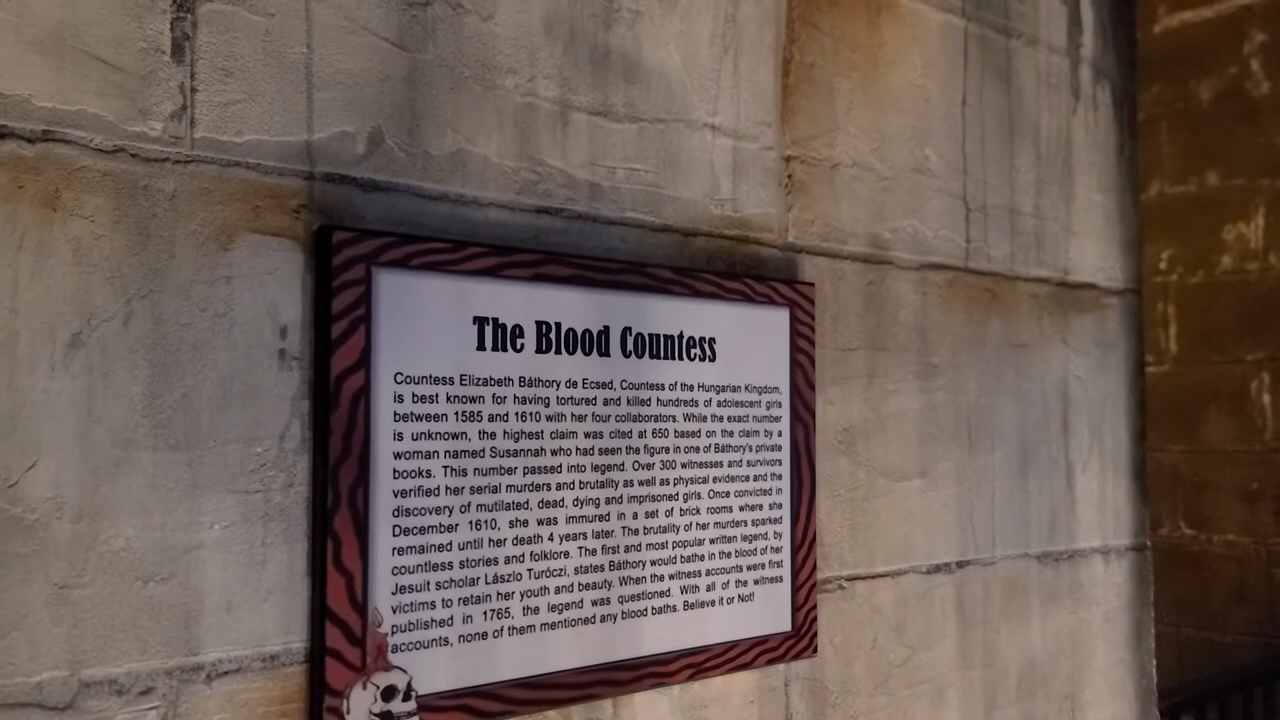 The Blood Countess
Countess Elizabeth Báthory de Ecsed, Countess of the Hungarian Kingdom,
is best known for having tortured and killed hundreds of adolescent girls
between 1585 and 1610 with her four collaborators. While the exact number
is unknown, the highest claim was cited at 650 based on the claim by a
woman named Susannah who had seen the figure in one of Báthory's private
books. This number passed into legend. Over 300 witnesses and survivors
verified her serial murders and brutality as well as physical evidence and the
discovery of mutilated, dead, dying and imprisoned girls. Once convicted in
December 1610, she was immured in a set of brick rooms where she
remained until her death 4 years later. The brutality of her murders sparked
countless stories and folklore. The first and most popular written legend, by
Jesuit scholar Lászlo Turóczi, states Báthory would bathe in the blood of her
victims to retain her youth and beauty. When the witness accounts were first
published in 1765, the legend was questioned. With all of the witness
accounts, none of them mentioned any blood baths. Believe it or Not!